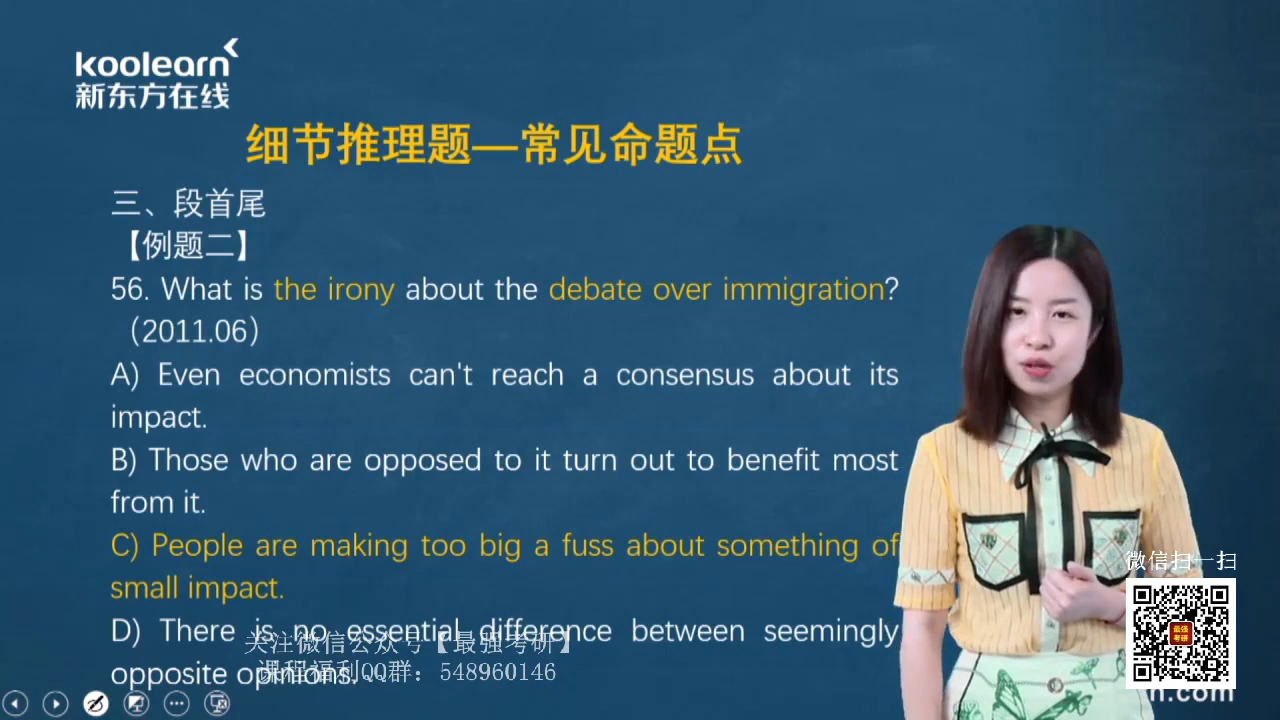 koolearn
新东方在线
细节推理题—常见命题点
三、段首尾
【例题二】
56. What is the irony about the debate over immigration?
（2011.06）
A) Even economists can't reach a consensus about its
impact.
B) Those who are opposed to it turn out to benefit most
from it.
C) People are making too big a fuss about something of
small impact.
D) There is no essential difference between seemingly
opposite opinions.
关注微信公众号【最强考研】
课程福利QQ群：548960146
微信扫一扫
最强
考研
n.com